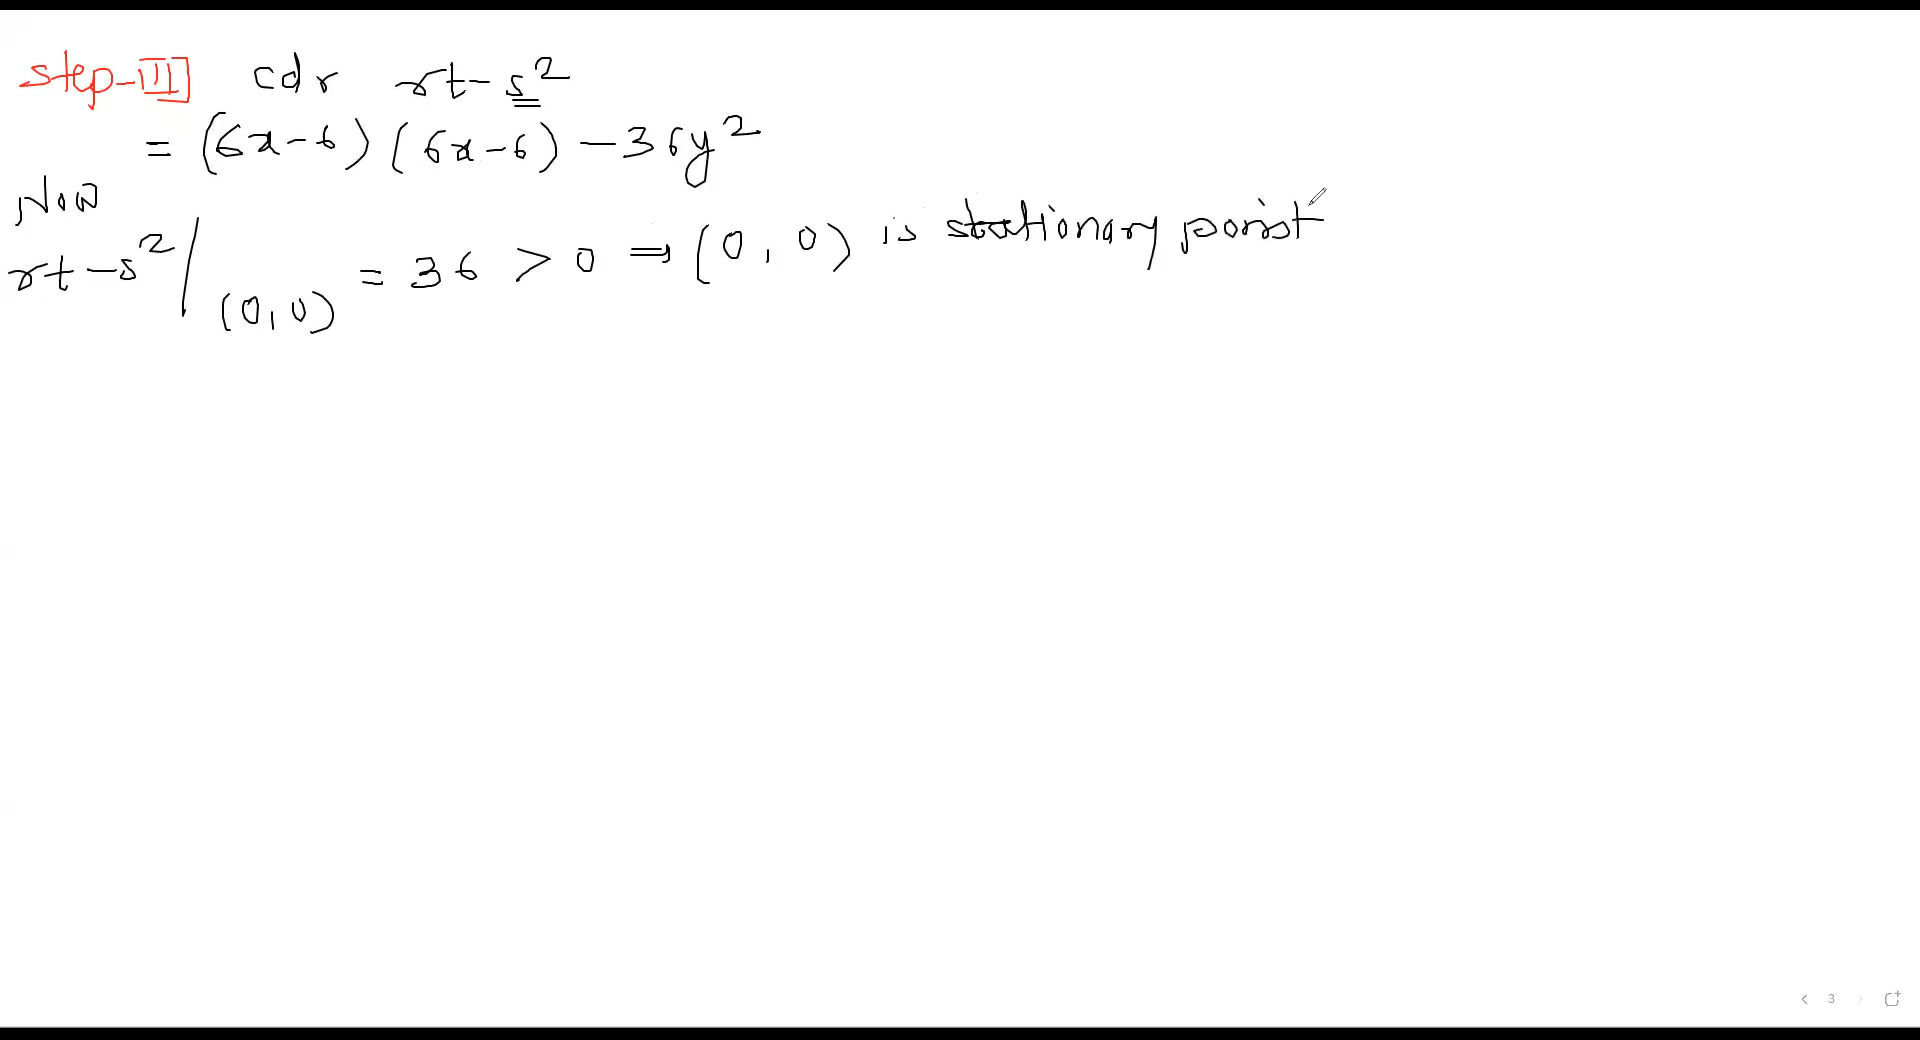 step-III] cdr rt-s²
= (6x-6) (6x-6) - 36y²
Now
rt-s²/(0,0) = 36 > 0 ⇒ (0, 0) is stationary point
< 3 >